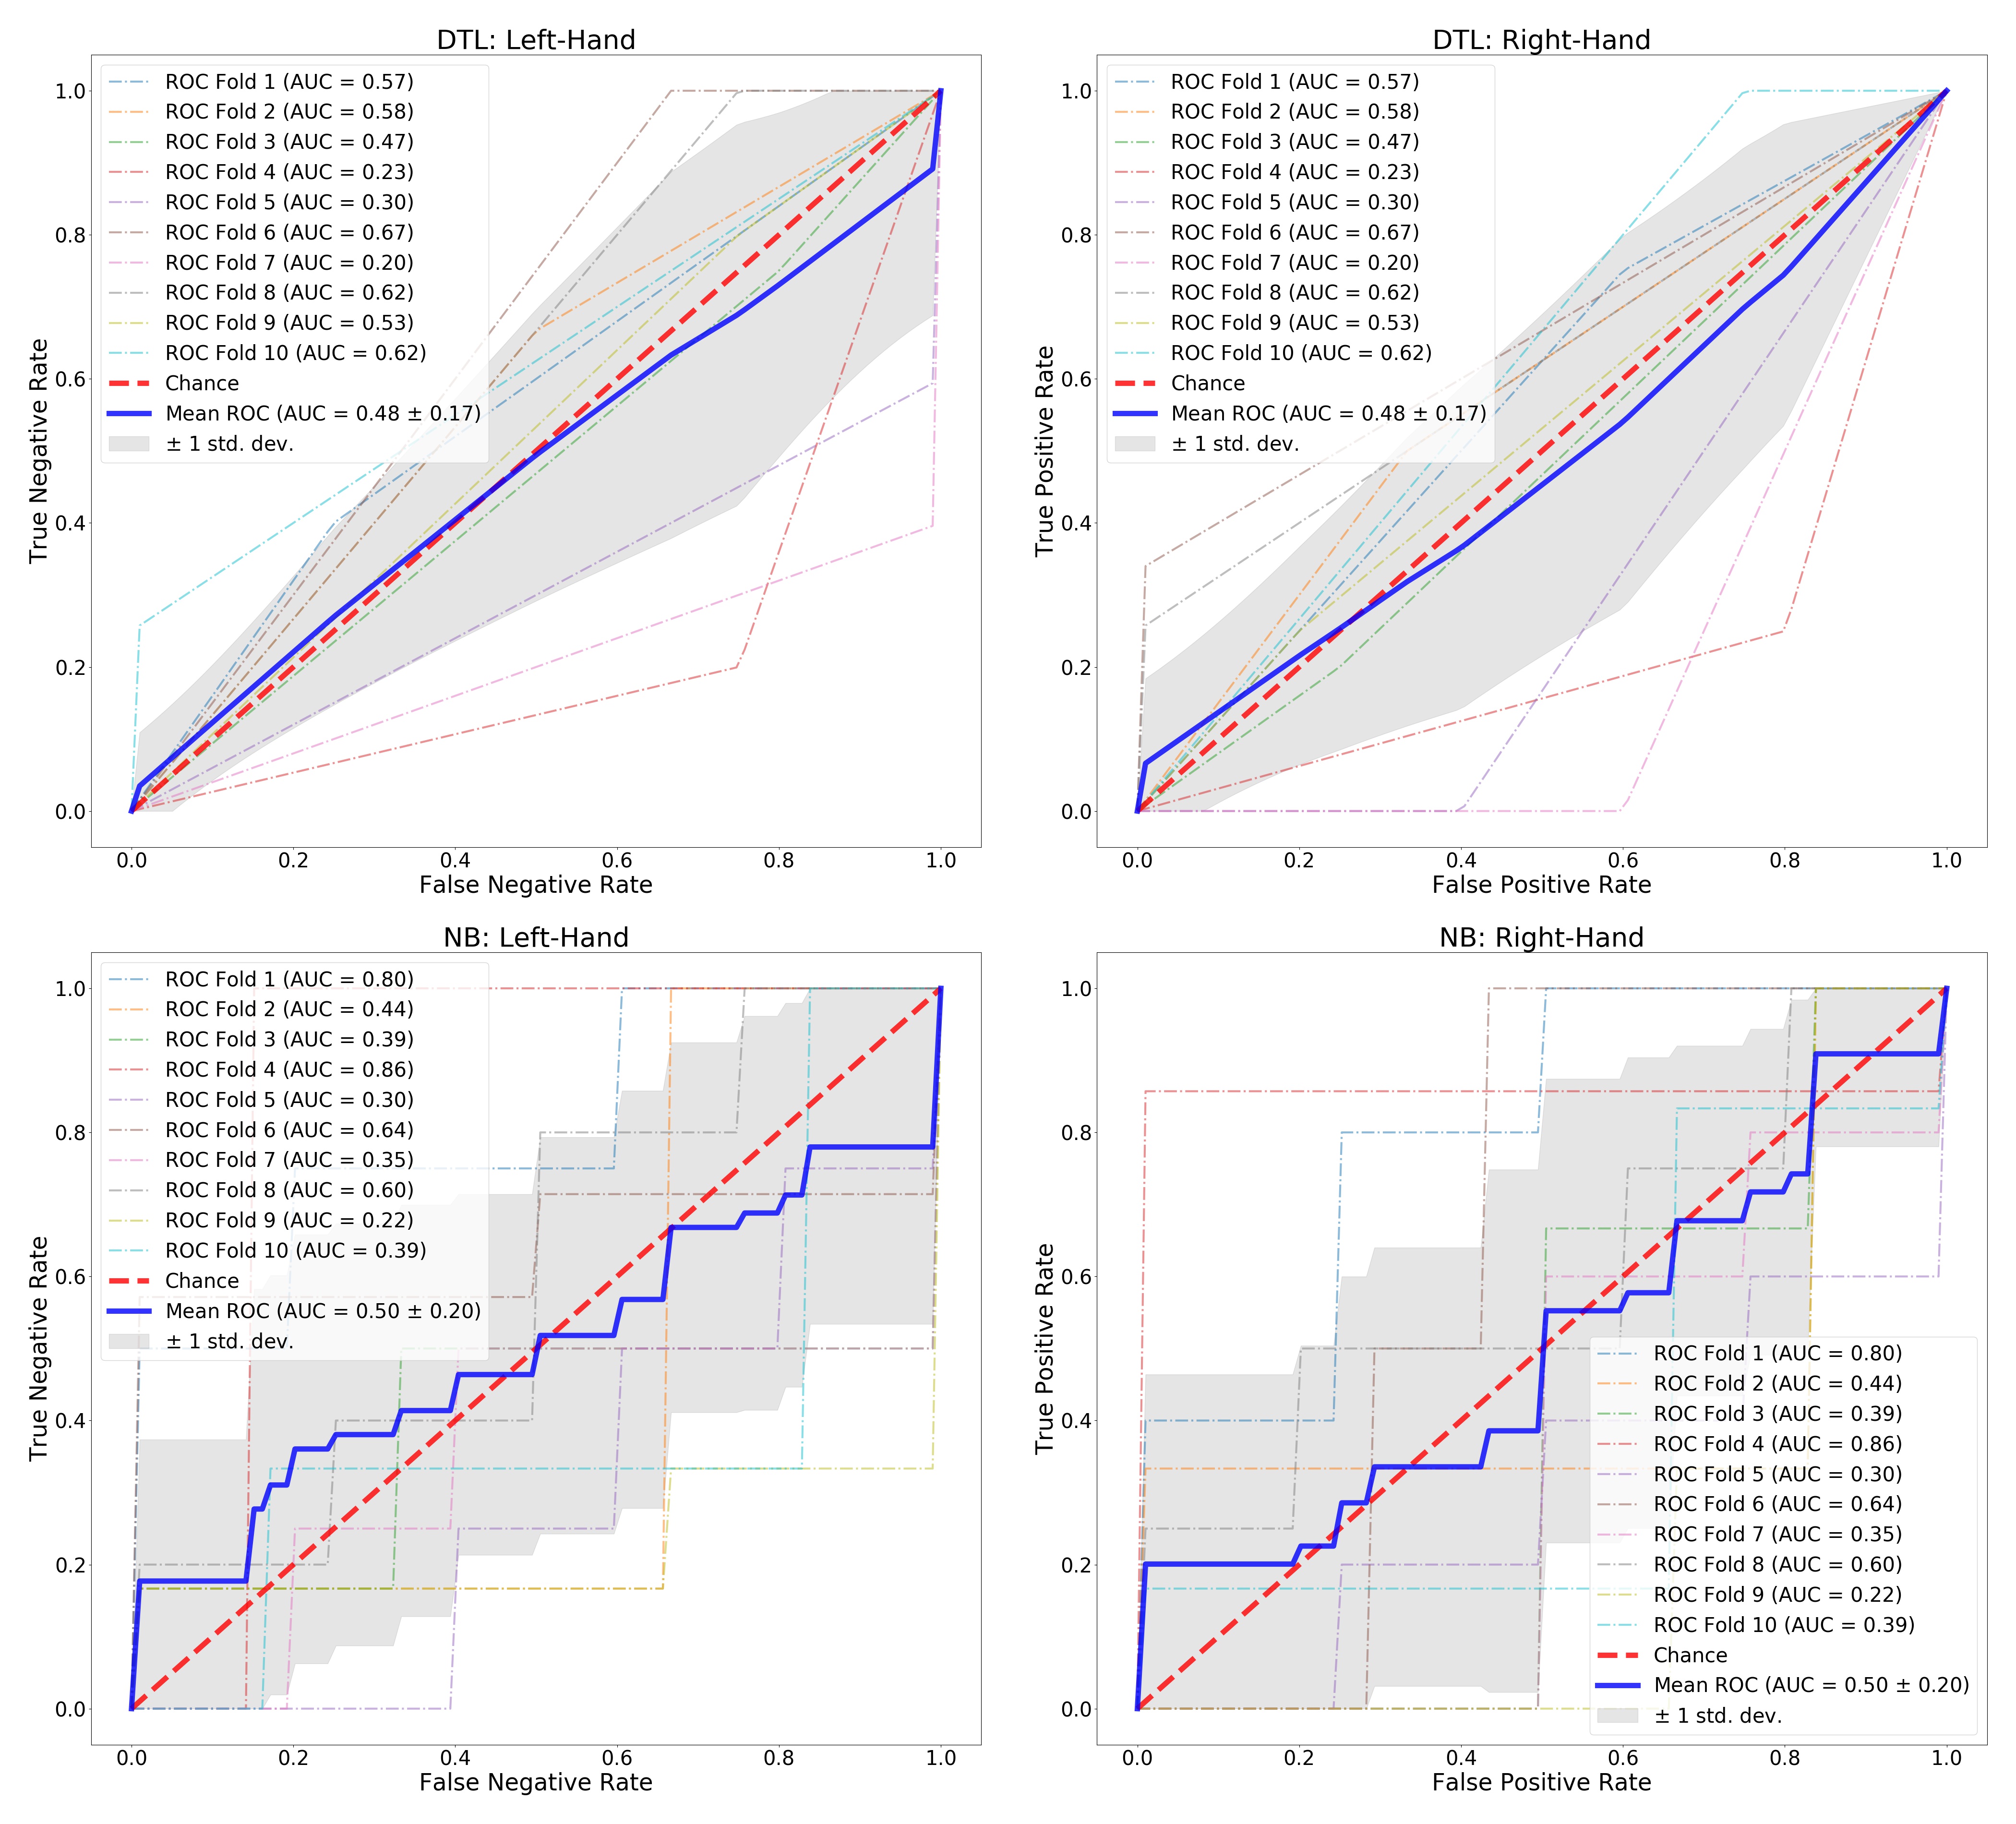 DTL: Left-Hand
True Negative Rate
1.0
0.8
0.6
0.4
0.2
0.0
ROC Fold 1 (AUC = 0.57)
ROC Fold 2 (AUC = 0.58)
ROC Fold 3 (AUC = 0.47)
ROC Fold 4 (AUC = 0.23)
ROC Fold 5 (AUC = 0.30)
ROC Fold 6 (AUC = 0.67)
ROC Fold 7 (AUC = 0.20)
ROC Fold 8 (AUC = 0.62)
ROC Fold 9 (AUC = 0.53)
ROC Fold 10 (AUC = 0.62)
Chance
Mean ROC (AUC = 0.48 ± 0.17)
± 1 std. dev.
0.0 0.2 0.4 0.6 0.8 1.0
False Negative Rate
DTL: Right-Hand
True Positive Rate
1.0
0.8
0.6
0.4
0.2
0.0
ROC Fold 1 (AUC = 0.57)
ROC Fold 2 (AUC = 0.58)
ROC Fold 3 (AUC = 0.47)
ROC Fold 4 (AUC = 0.23)
ROC Fold 5 (AUC = 0.30)
ROC Fold 6 (AUC = 0.67)
ROC Fold 7 (AUC = 0.20)
ROC Fold 8 (AUC = 0.62)
ROC Fold 9 (AUC = 0.53)
ROC Fold 10 (AUC = 0.62)
Chance
Mean ROC (AUC = 0.48 ± 0.17)
± 1 std. dev.
0.0 0.2 0.4 0.6 0.8 1.0
False Positive Rate
NB: Left-Hand
True Negative Rate
1.0
0.8
0.6
0.4
0.2
0.0
ROC Fold 1 (AUC = 0.80)
ROC Fold 2 (AUC = 0.44)
ROC Fold 3 (AUC = 0.39)
ROC Fold 4 (AUC = 0.86)
ROC Fold 5 (AUC = 0.30)
ROC Fold 6 (AUC = 0.64)
ROC Fold 7 (AUC = 0.35)
ROC Fold 8 (AUC = 0.60)
ROC Fold 9 (AUC = 0.22)
ROC Fold 10 (AUC = 0.39)
Chance
Mean ROC (AUC = 0.50 ± 0.20)
± 1 std. dev.
0.0 0.2 0.4 0.6 0.8 1.0
False Negative Rate
NB: Right-Hand
True Positive Rate
1.0
0.8
0.6
0.4
0.2
0.0
ROC Fold 1 (AUC = 0.80)
ROC Fold 2 (AUC = 0.44)
ROC Fold 3 (AUC = 0.39)
ROC Fold 4 (AUC = 0.86)
ROC Fold 5 (AUC = 0.30)
ROC Fold 6 (AUC = 0.64)
ROC Fold 7 (AUC = 0.35)
ROC Fold 8 (AUC = 0.60)
ROC Fold 9 (AUC = 0.22)
ROC Fold 10 (AUC = 0.39)
Chance
Mean ROC (AUC = 0.50 ± 0.20)
± 1 std. dev.
0.0 0.2 0.4 0.6 0.8 1.0
False Positive Rate